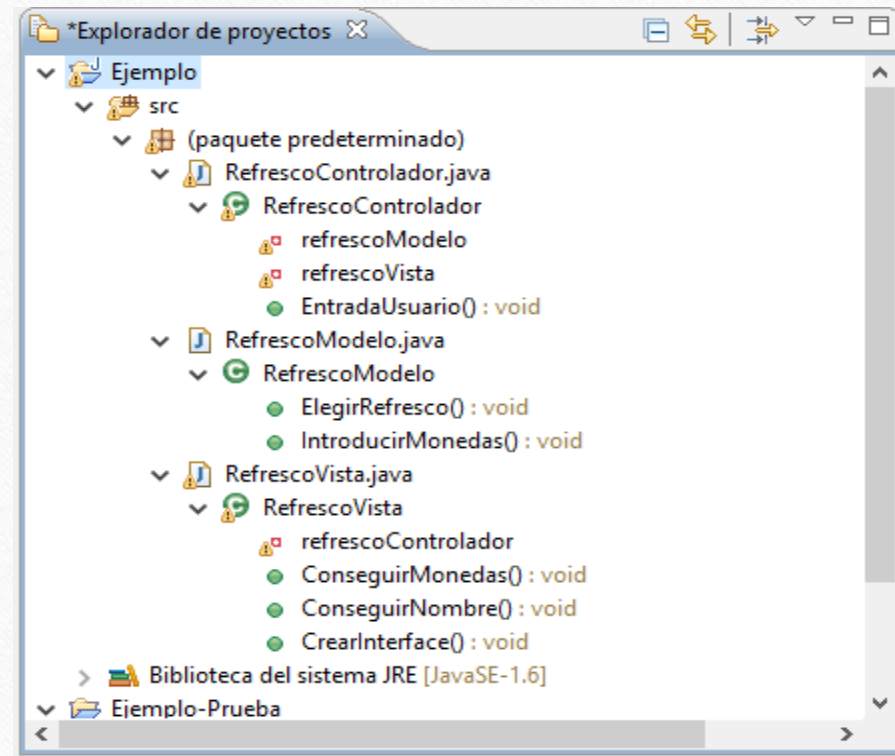 *Explorador de proyectos
Ejemplo
src
(paquete predeterminado)
RefrescoControlador.java
RefrescoControlador
refrescoModelo
refrescoVista
EntradaUsuario() : void
RefrescoModelo.java
RefrescoModelo
ElegirRefresco() : void
IntroducirMonedas() : void
RefrescoVista.java
RefrescoVista
refrescoControlador
ConseguirMonedas() : void
ConseguirNombre() : void
CrearInterface() : void
Biblioteca del sistema JRE [JavaSE-1.6]
Ejemplo-Prueba